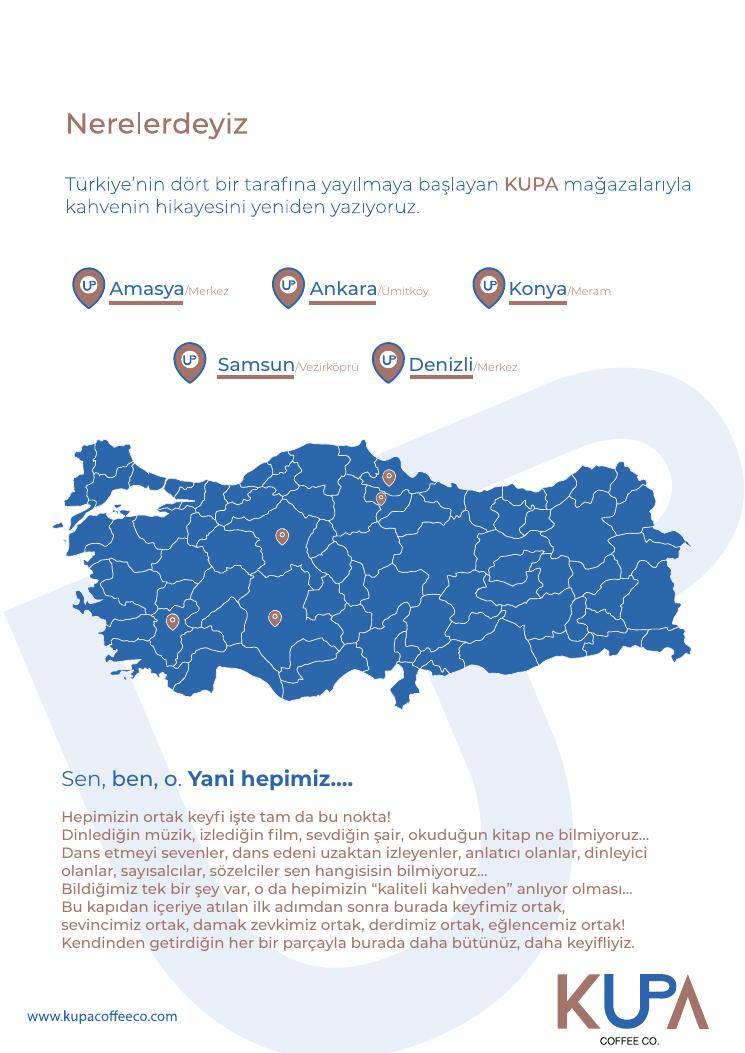 Nerelerdeyiz
Türkiye'nin dört bir tarafına yayılmaya başlayan KUPA mağazalarıyla
kahvenin hikayesini yeniden yazıyoruz.
UP Amasya/Merkez UP Ankara/Ümitköy UP Konya/Meram
UP Samsun/Vezirköprü UP Denizli/Merkez
Sen, ben, o. Yani hepimiz....
Hepimizin ortak keyfi işte tam da bu nokta!
Dinlediğin müzik, izlediğin film, sevdiğin şair, okuduğun kitap ne bilmiyoruz...
Dans etmeyi sevenler, dans edeni uzaktan izleyenler, anlatıcı olanlar, dinleyici
olanlar, sayısalcılar, sözelciler sen hangisisin bilmiyoruz...
Bildiğimiz tek bir şey var, o da hepimizin “kaliteli kahveden” anlıyor olması...
Bu kapıdan içeriye atılan ilk adımdan sonra burada keyfimiz ortak,
sevincimiz ortak, damak zevkimiz ortak, derdimiz ortak, eğlencemiz ortak!
Kendinden getirdiğin her bir parçayla burada daha bütünüz, daha keyifliyiz.
www.kupacoffeeco.com
KUPA
COFFEE CO.